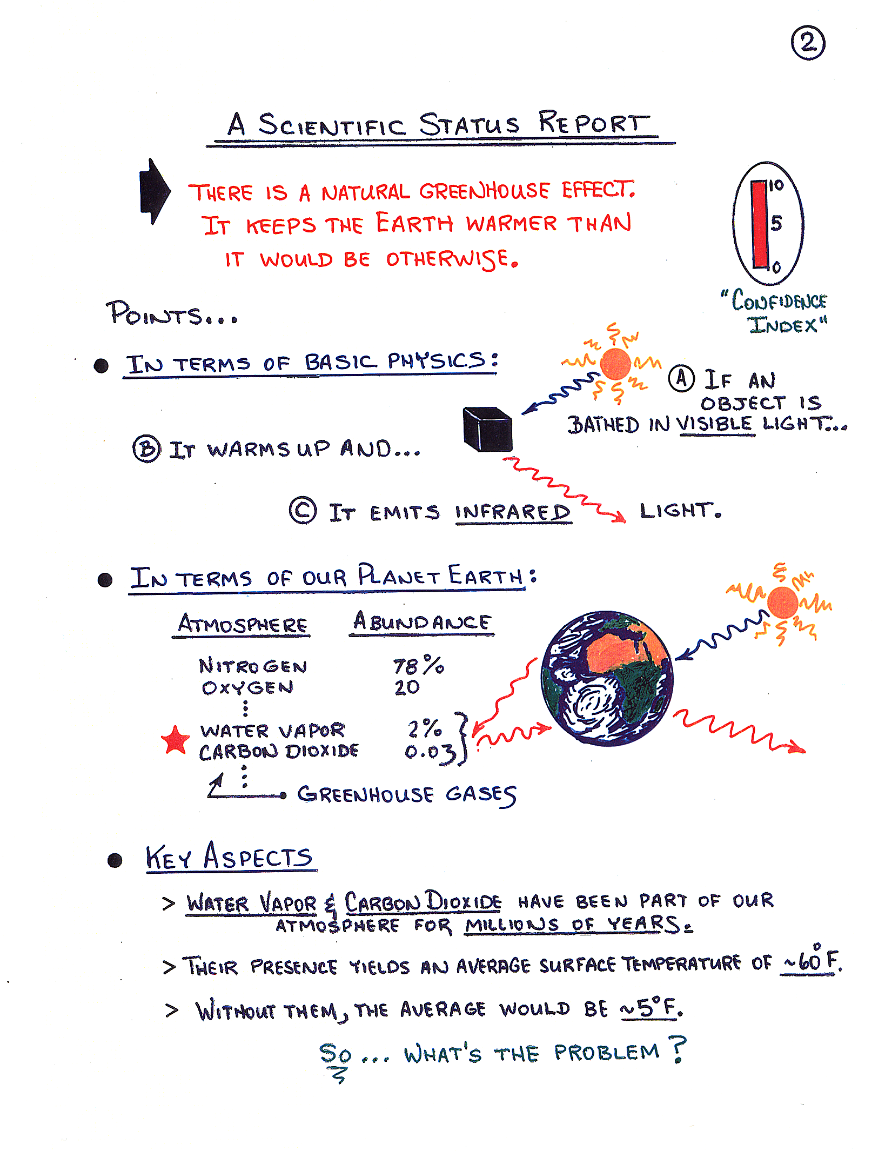 2
A Scientific Status Report
There is a natural greenhouse effect.
It keeps the Earth warmer than
it would be otherwise.
10
5
0
"Confidence
Index"
Points...
• In terms of basic physics:
A If an
object is
bathed in visible light...
B It warms up and...
C It emits infrared light.
• In terms of our Planet Earth:
Atmosphere Abundance
Nitrogen 78%
Oxygen 20
Water vapor 2%
Carbon dioxide 0.03
Greenhouse gases
• Key Aspects
> Water Vapor & Carbon Dioxide have been part of our
atmosphere for millions of years.
> Their presence yields an average surface temperature of ~60°F.
> Without them, the average would be ~5°F.
So... what's the problem?